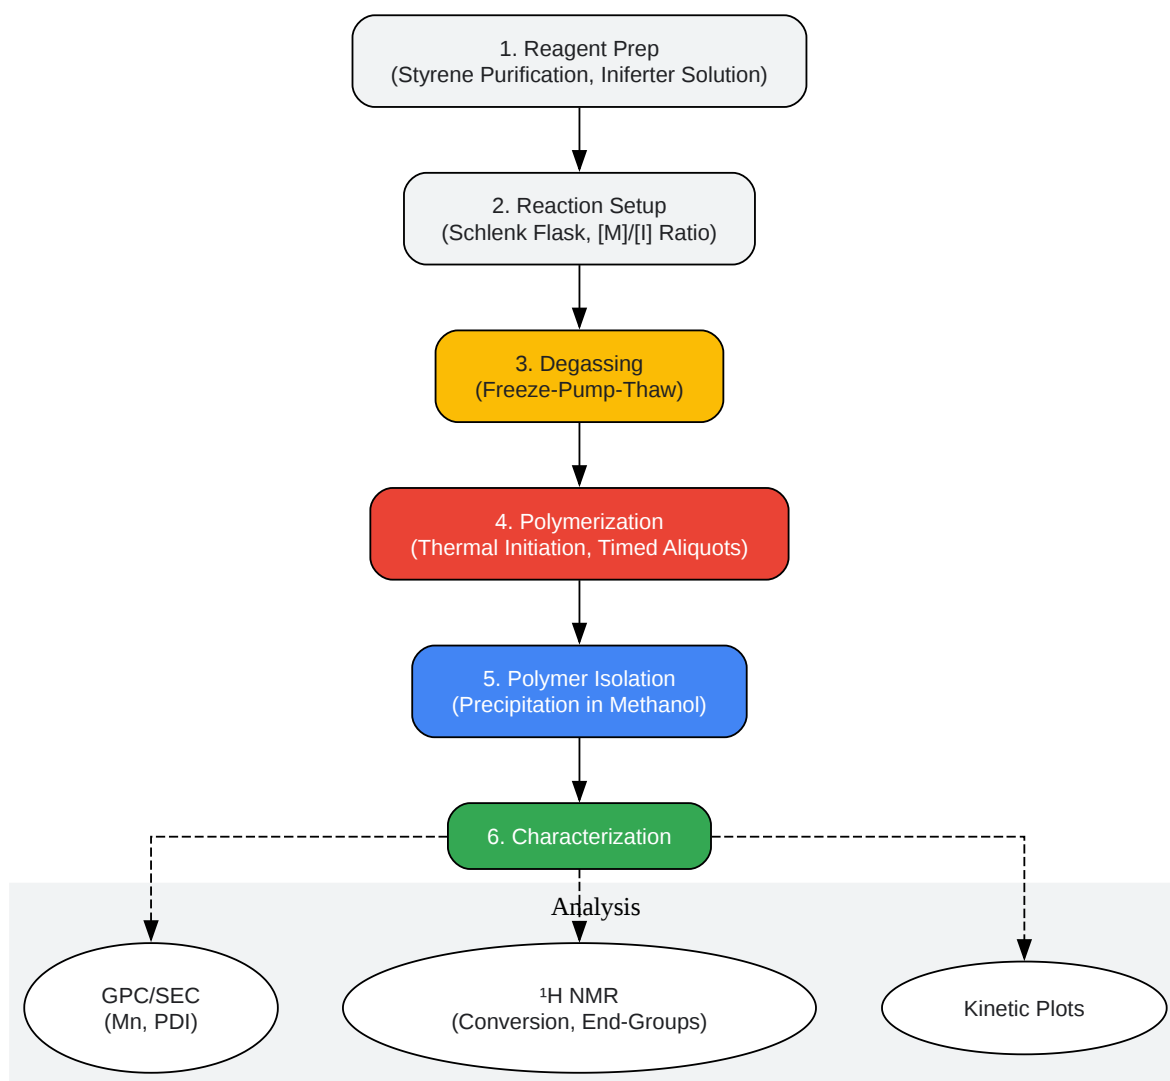 1. Reagent Prep
(Styrene Purification, Iniferter Solution)
2. Reaction Setup
(Schlenk Flask, [M]/[I] Ratio)
3. Degassing
(Freeze-Pump-Thaw)
4. Polymerization
(Thermal Initiation, Timed Aliquots)
5. Polymer Isolation
(Precipitation in Methanol)
6. Characterization
Analysis
GPC/SEC
(Mn, PDI)
¹H NMR
(Conversion, End-Groups)
Kinetic Plots